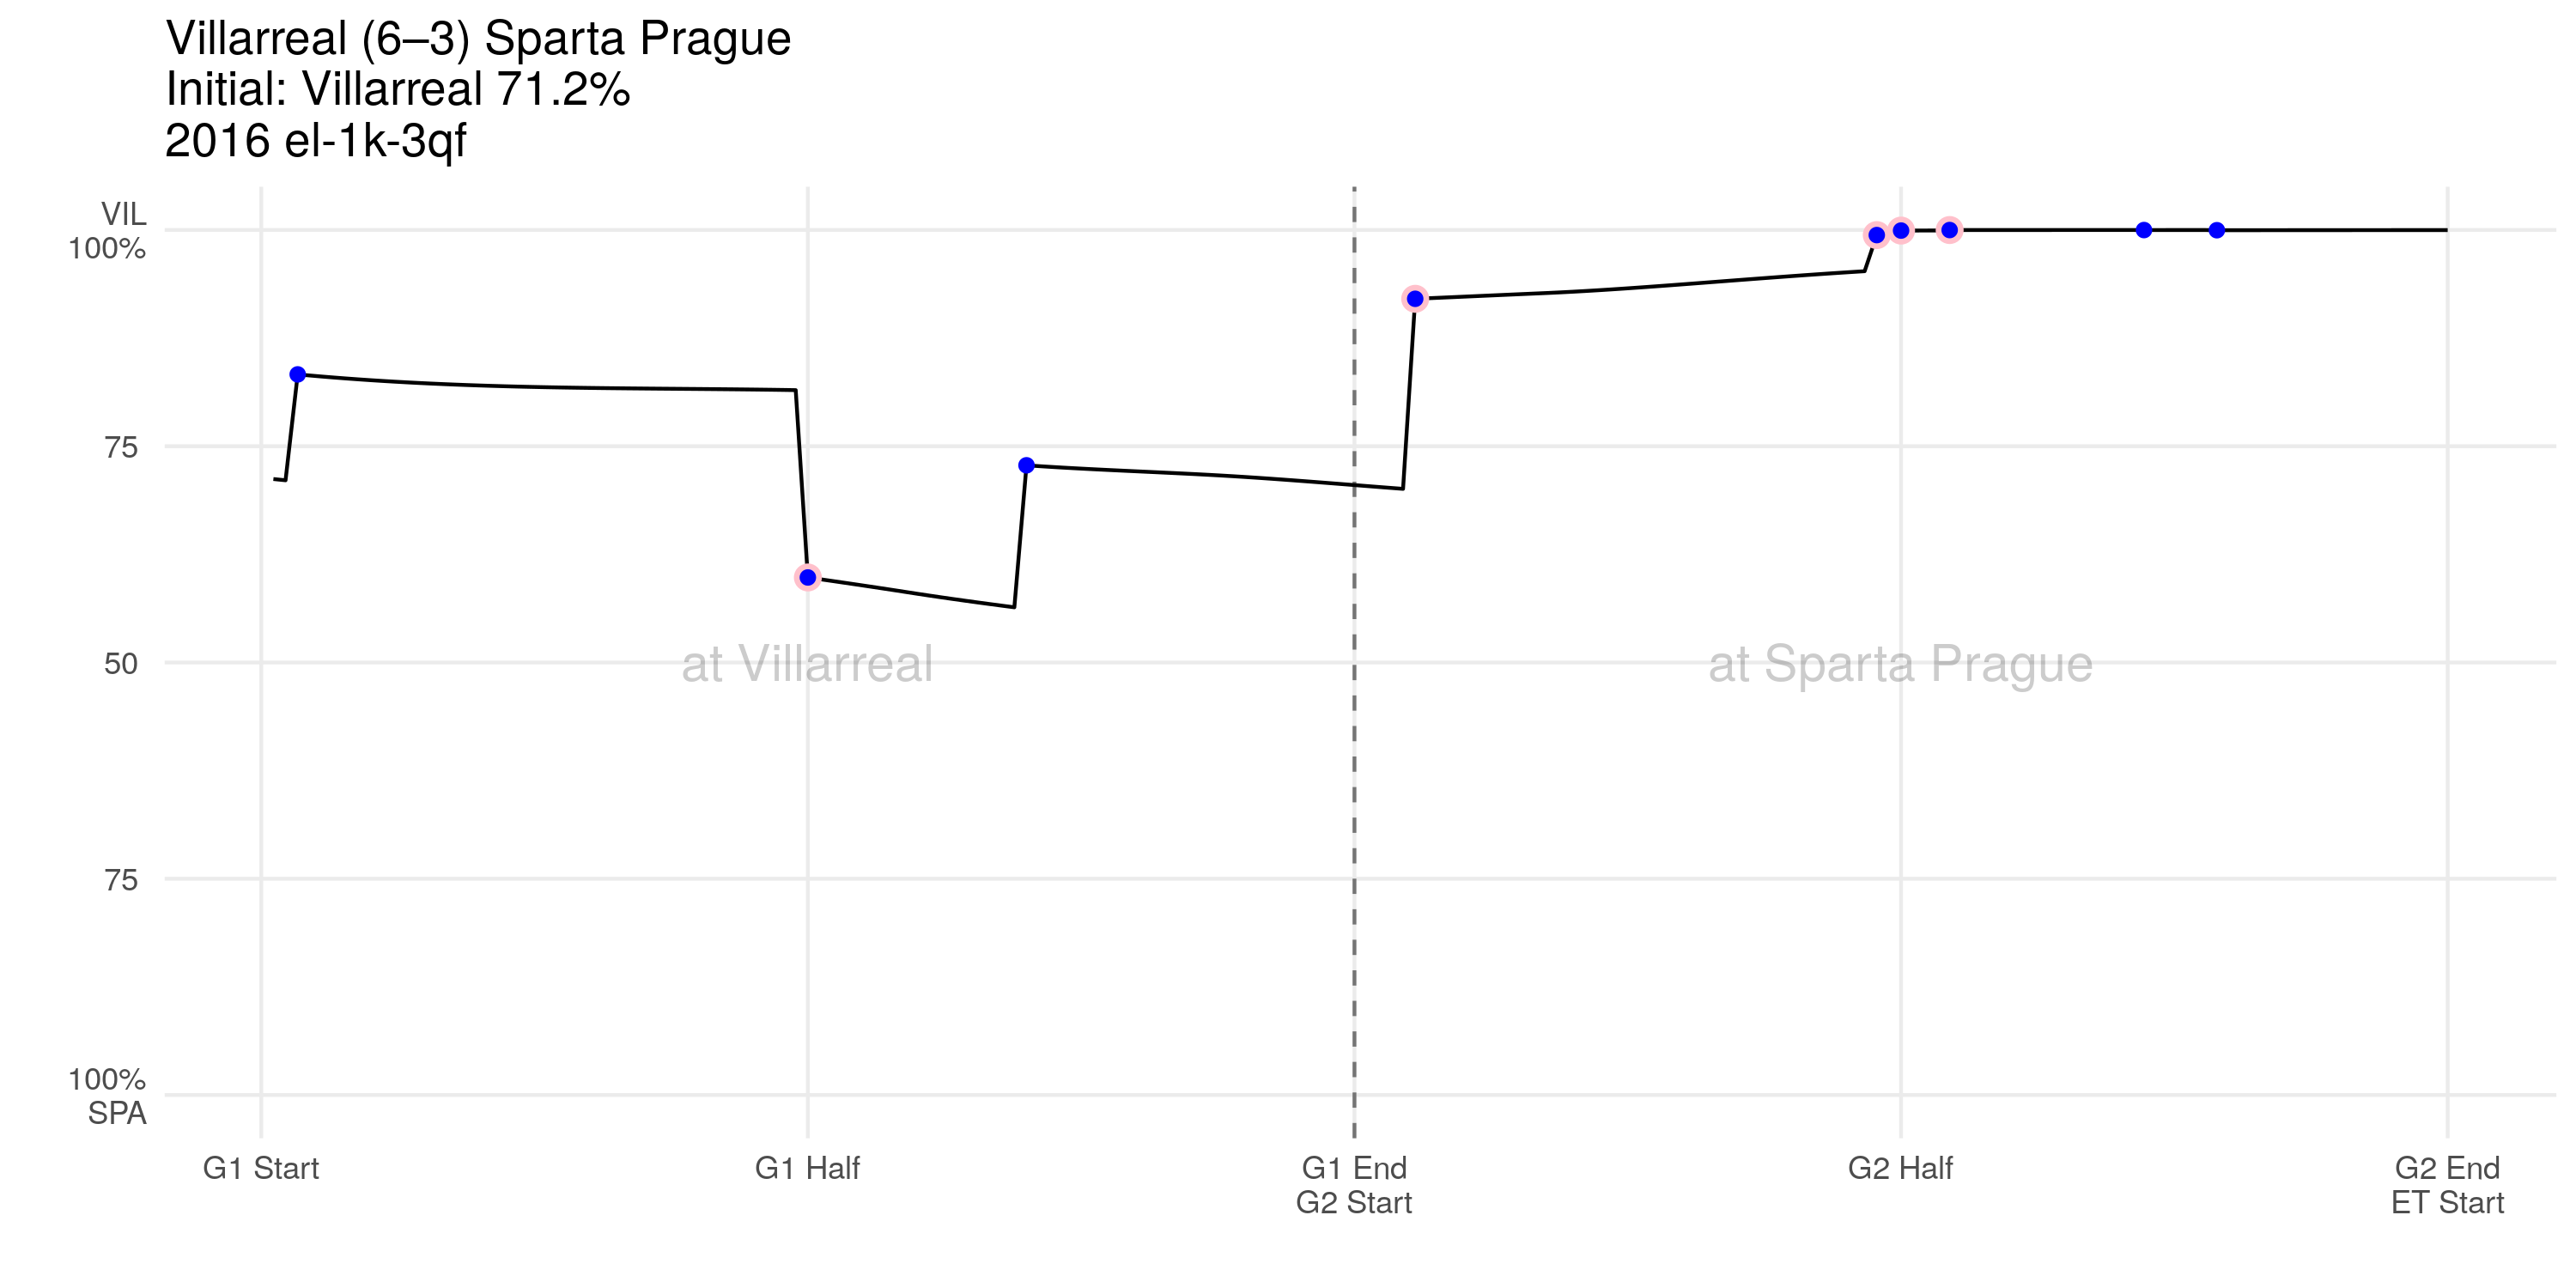 Villarreal (6–3) Sparta Prague
Initial: Villarreal 71.2%
2016 el-1k-3qf
VIL
100%
75
50
75
100%
SPA
at Villarreal
at Sparta Prague
G1 Start
G1 Half
G1 End
G2 Start
G2 Half
G2 End
ET Start